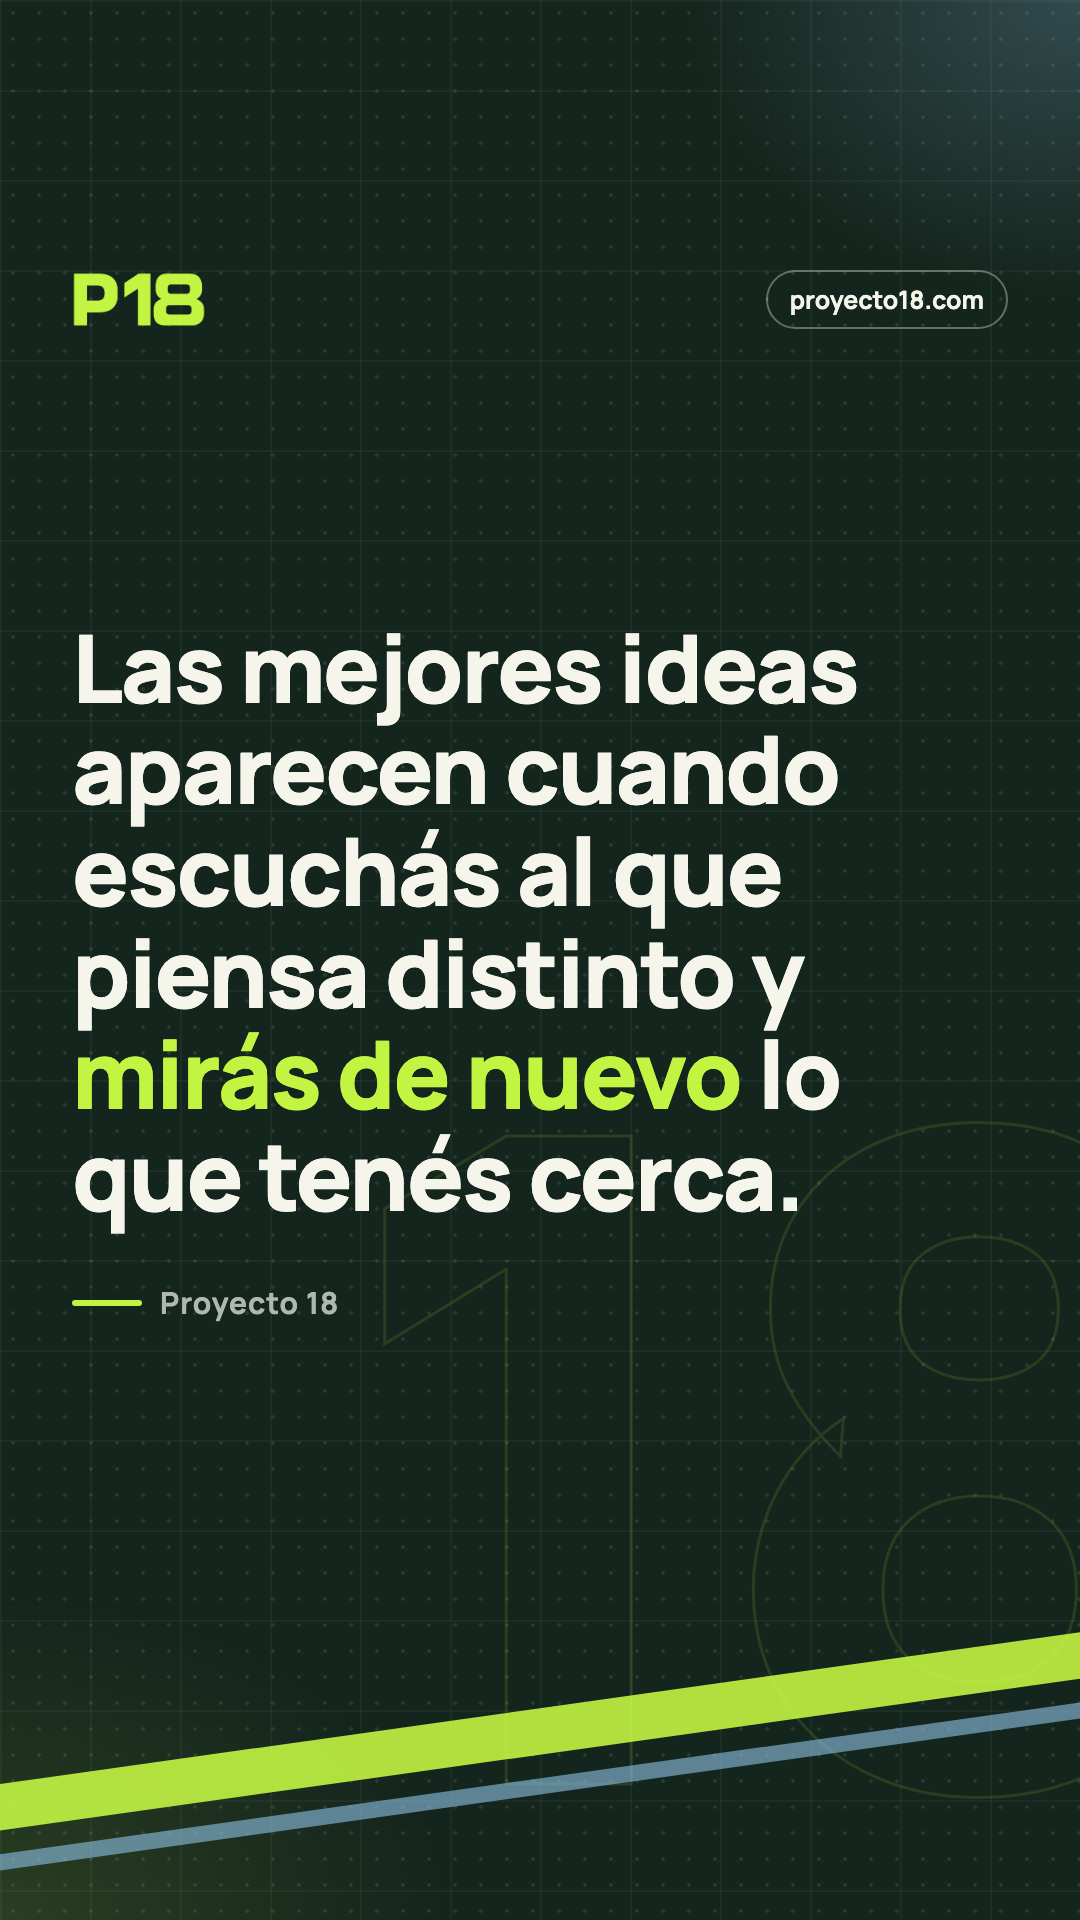 P18
proyecto18.com
Las mejores ideas
aparecen cuando
escuchás al que
piensa distinto y
mirás de nuevo lo
que tenés cerca.
Proyecto 18
18